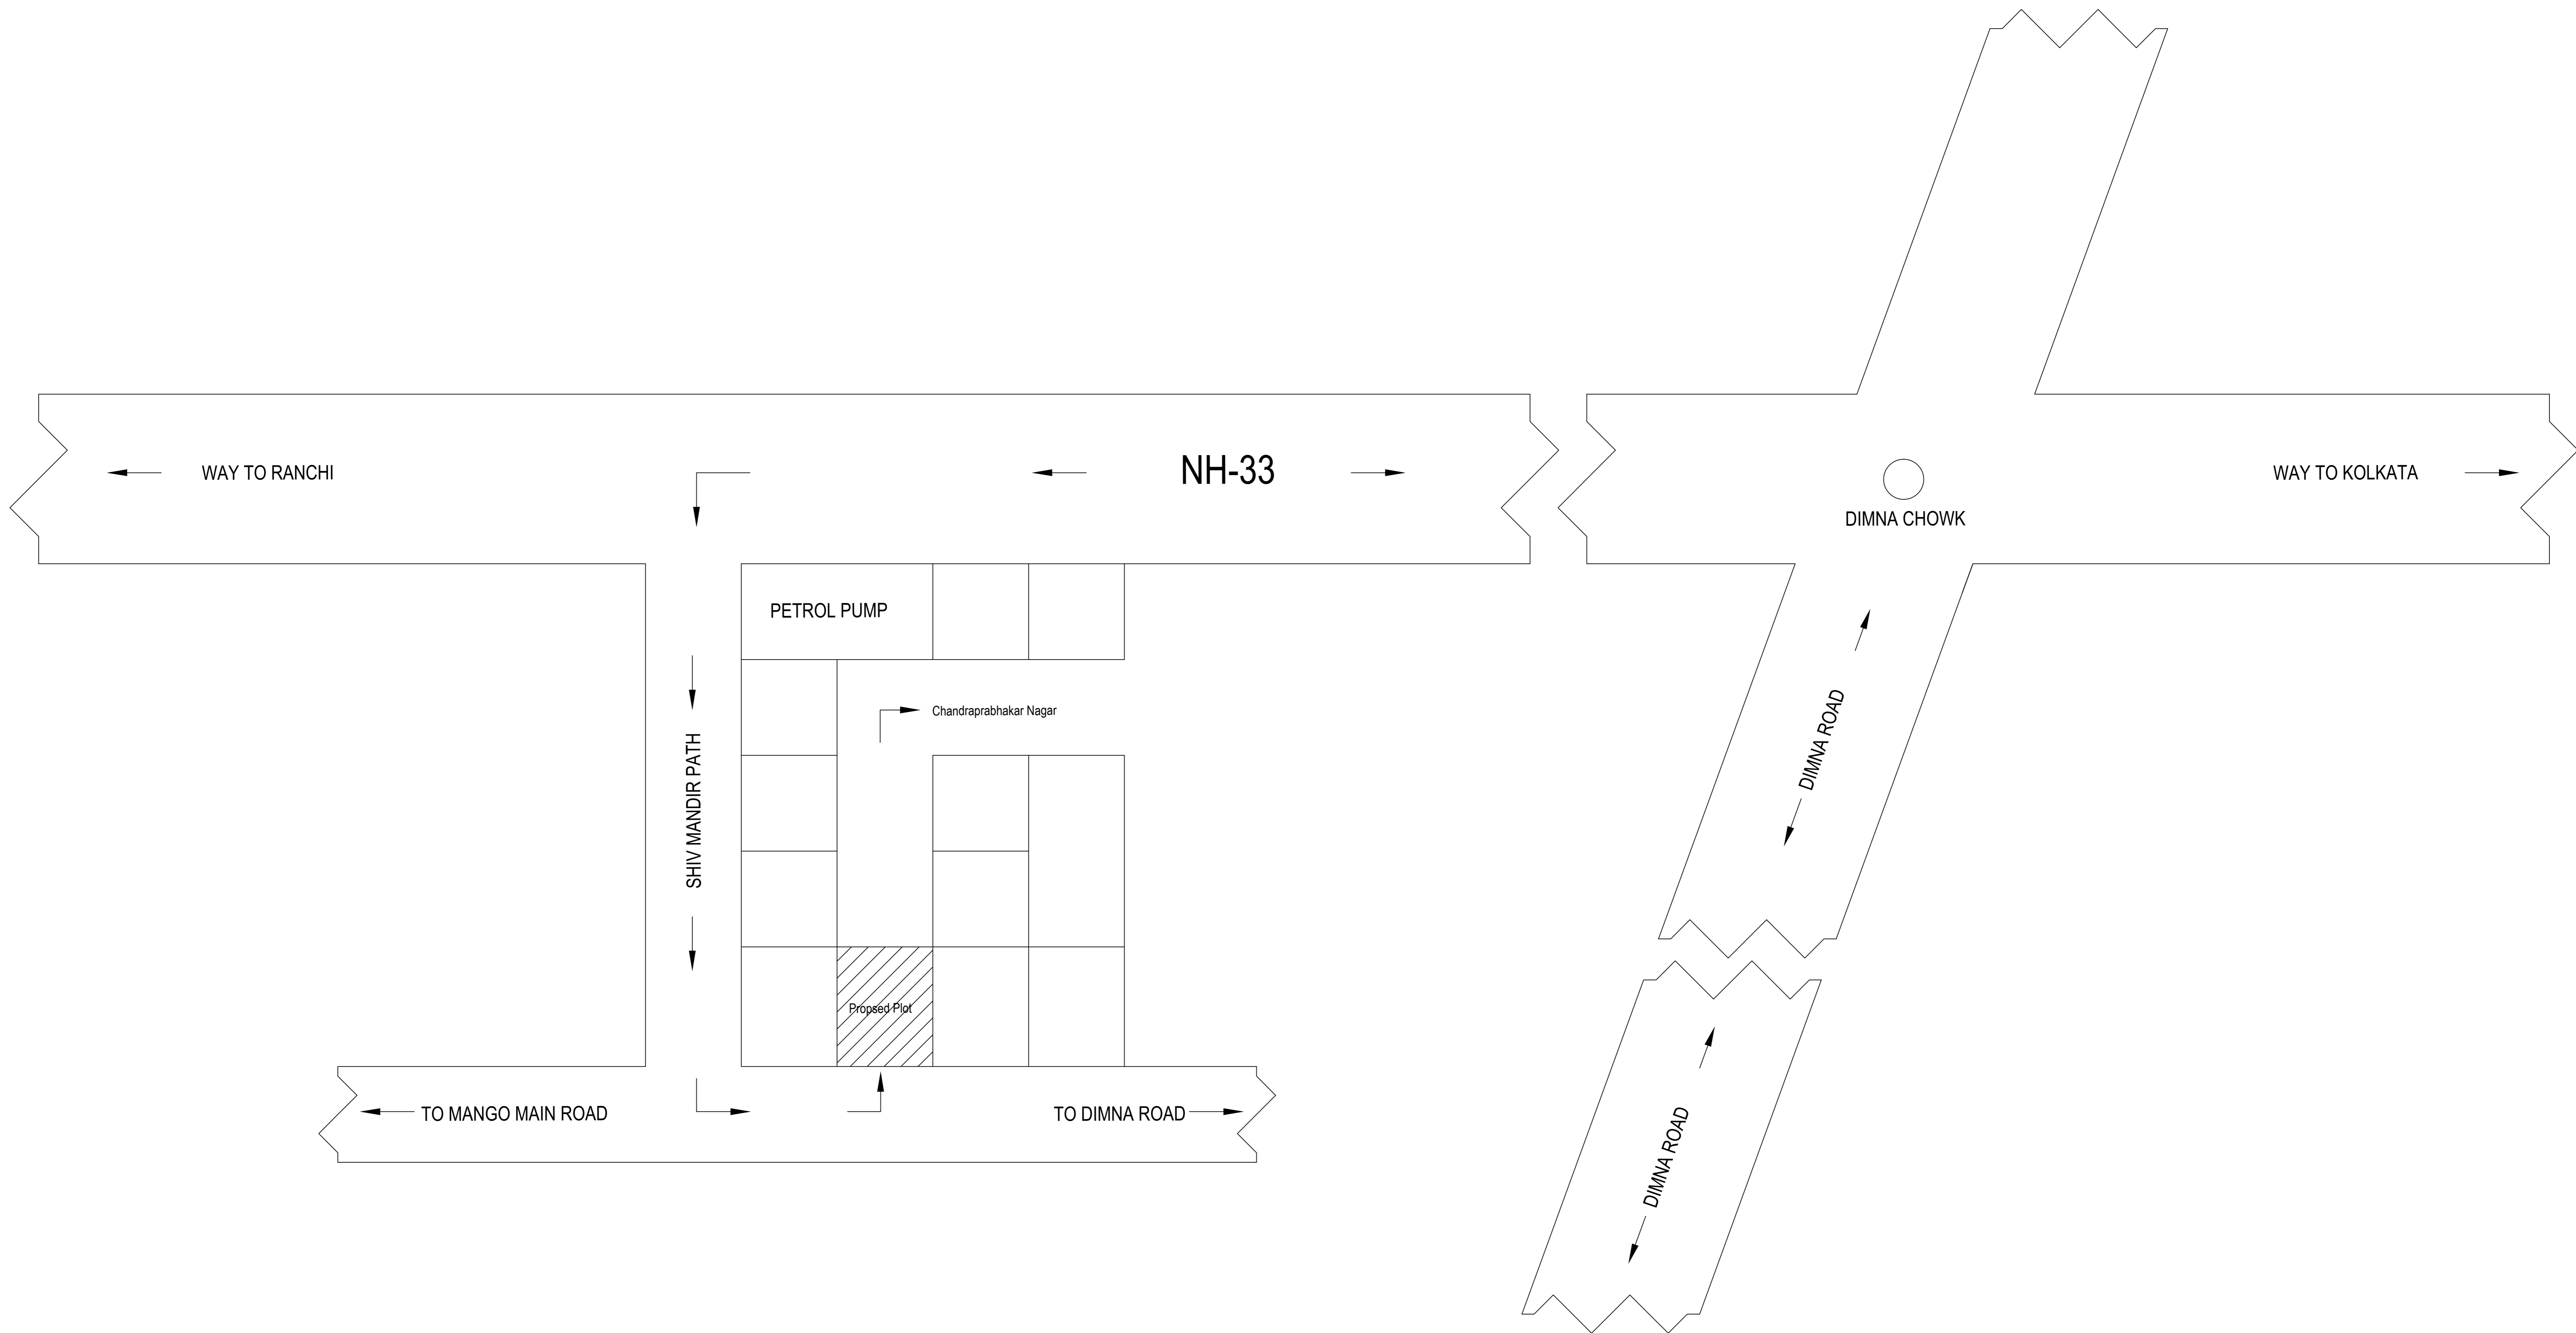 WAY TO RANCHI
NH-33
WAY TO KOLKATA
DIMNA CHOWK
PETROL PUMP
Chandraprabhakar Nagar
SHIV MANDIR PATH
DIMNA ROAD
Propsed Plot
TO MANGO MAIN ROAD
TO DIMNA ROAD
DIMNA ROAD